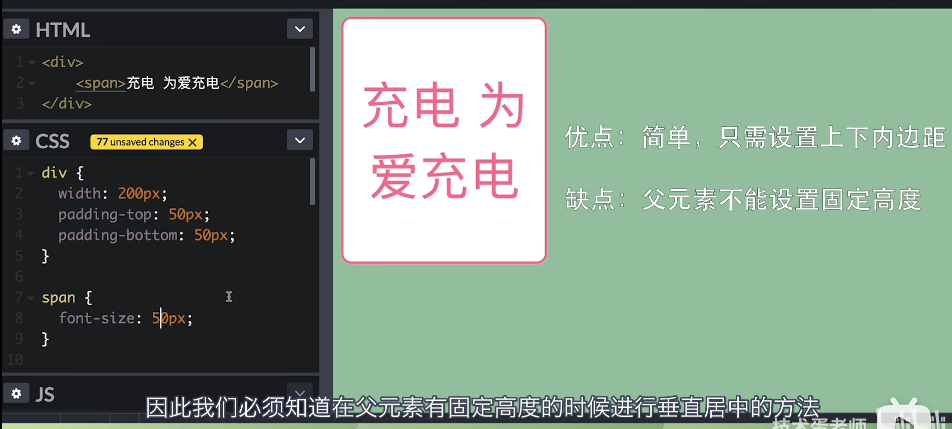 HTML
1 <div>
2 <span>充电 为爱充电</span>
3 </div>
CSS
77 unsaved changes X
1 div {
2 width: 200px;
3 padding-top: 50px;
4 padding-bottom: 50px;
5 }
6
7 span {
8 font-size: 50px;
9 }
10
JS
充电 为
爱充电
优点：简单，只需设置上下内边距
缺点：父元素不能设置固定高度
因此我们必须知道在父元素有固定高度的时候进行垂直居中的方法
技术蛋老师